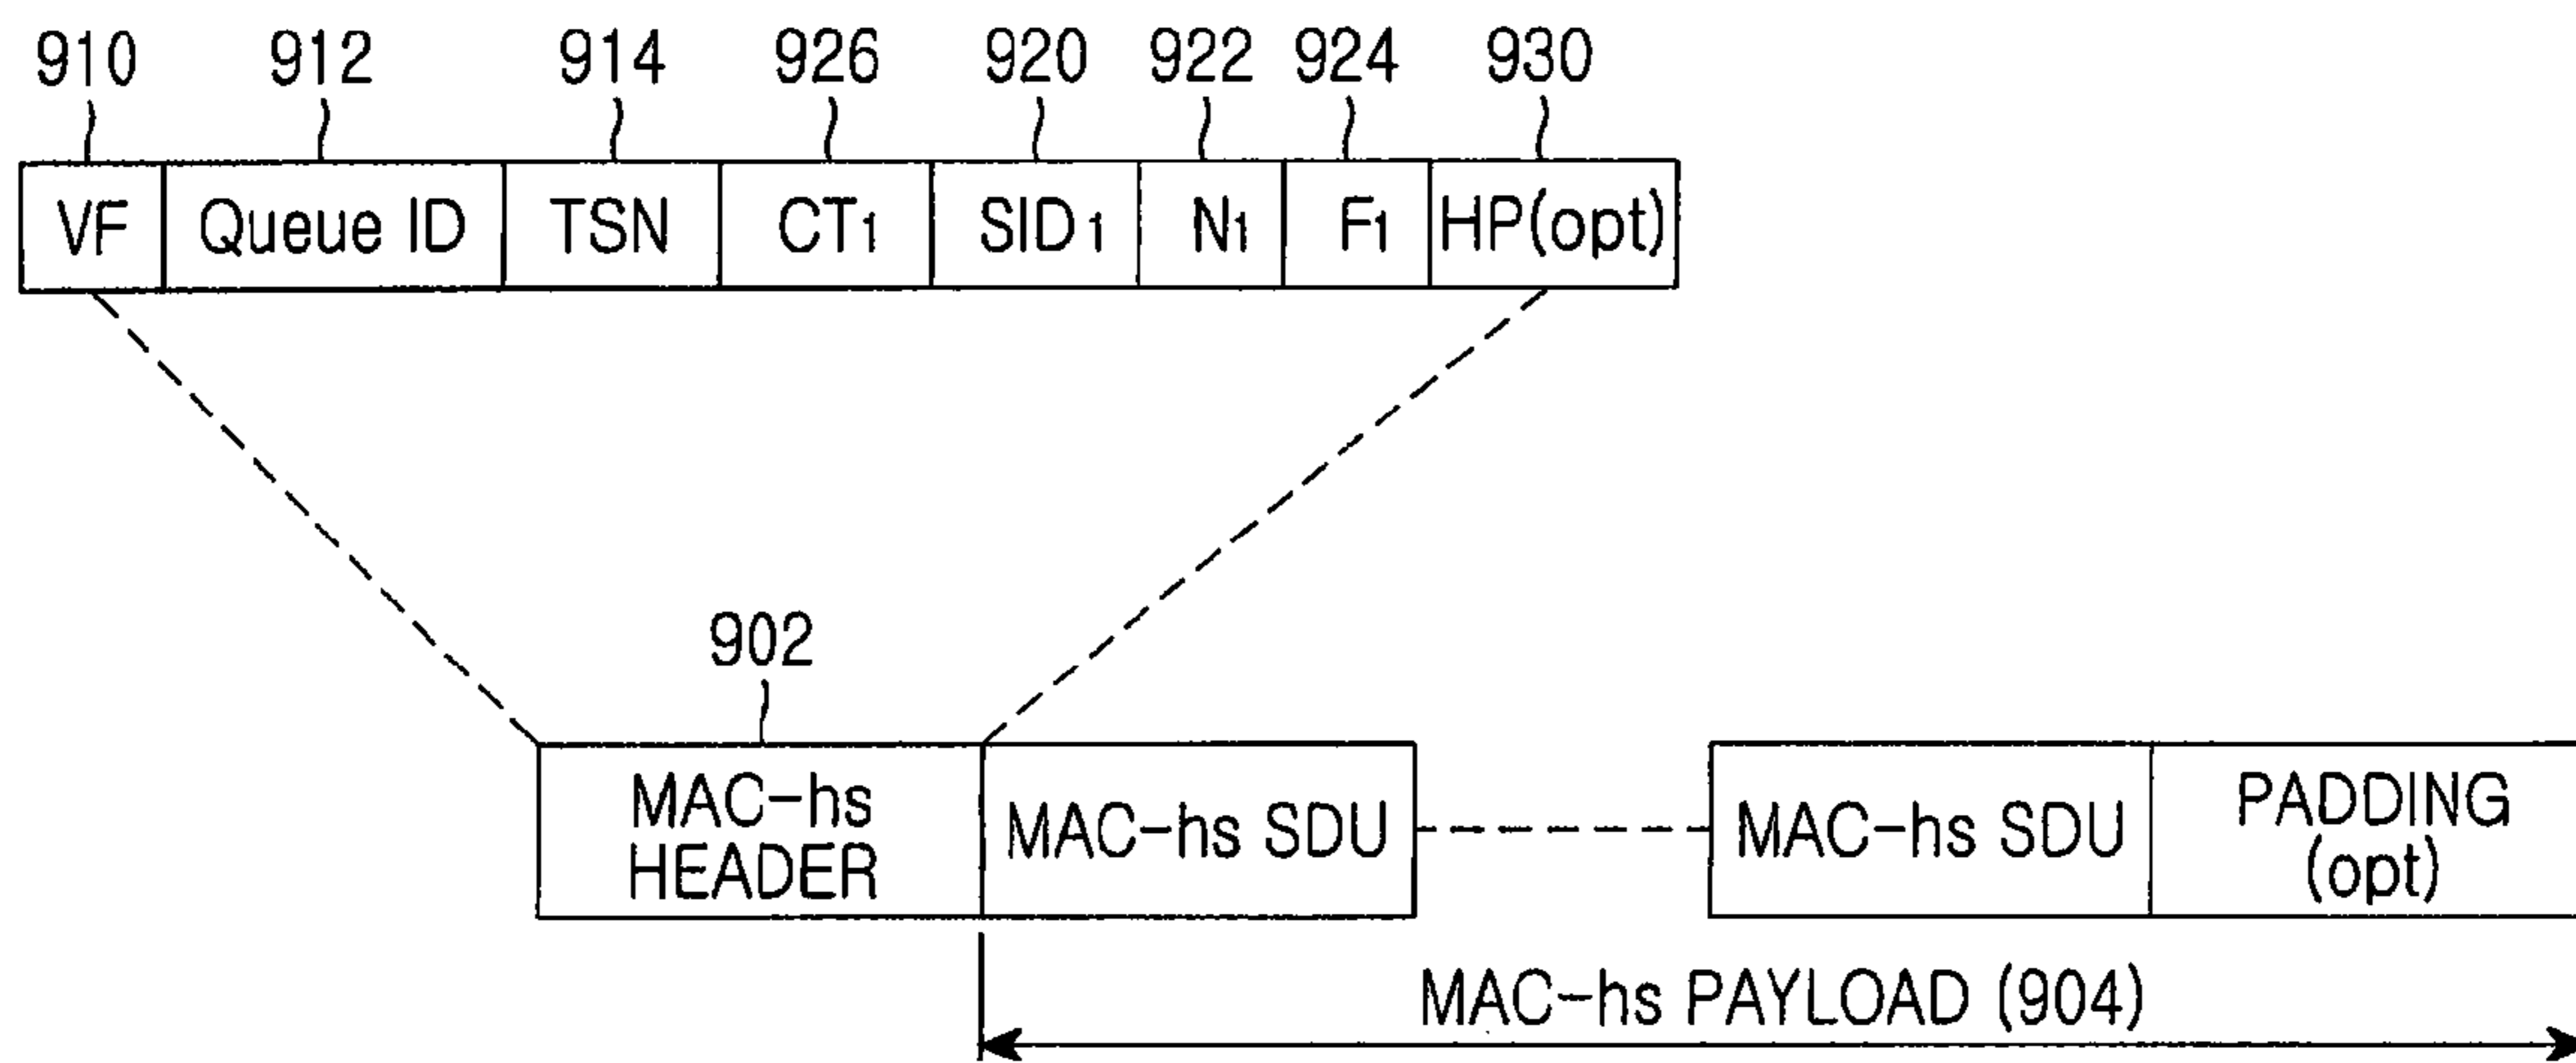 910 912 914 926 920 922 924 930
VF Queue ID TSN CT1 SID1 N1 F1 HP(opt)
902
MAC-hs HEADER MAC-hs SDU MAC-hs SDU PADDING (opt)
MAC-hs PAYLOAD (904)